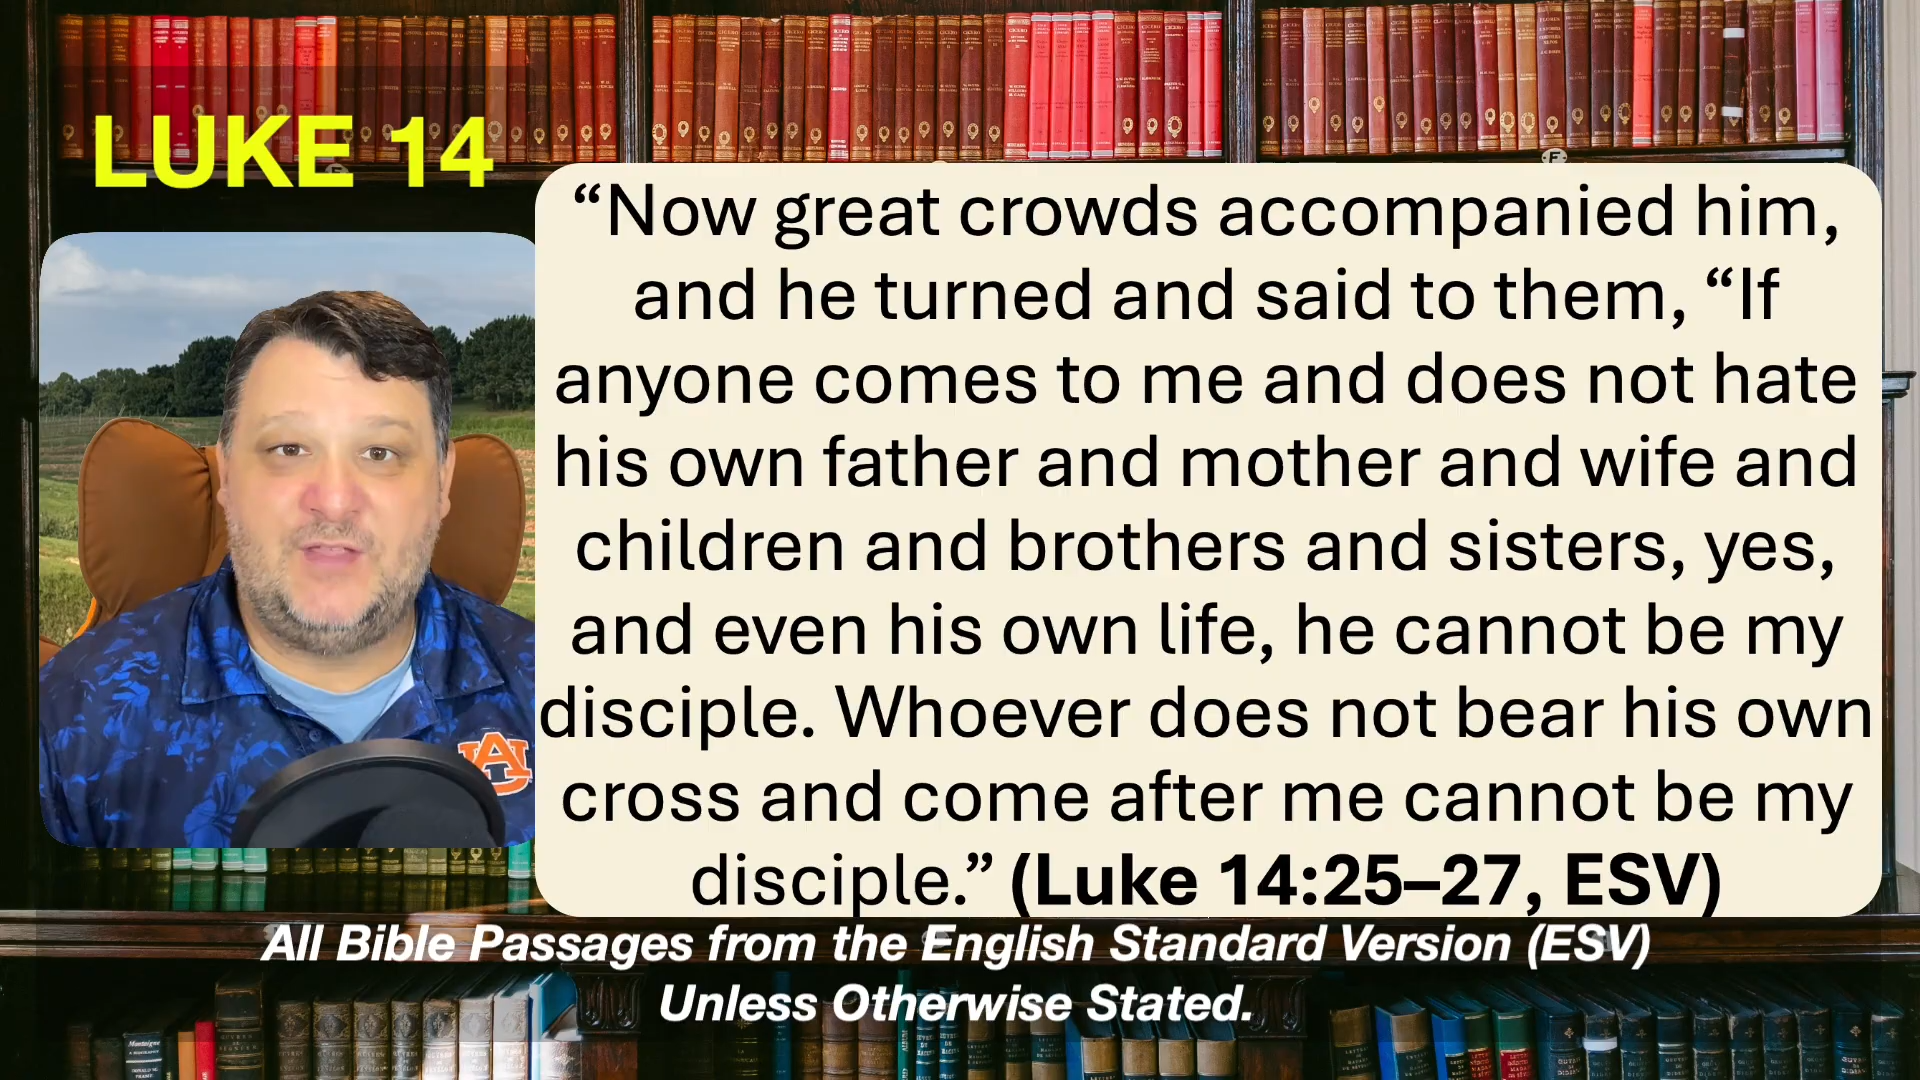 LUKE 14
“Now great crowds accompanied him,
and he turned and said to them, “If
anyone comes to me and does not hate
his own father and mother and wife and
children and brothers and sisters, yes,
and even his own life, he cannot be my
disciple. Whoever does not bear his own
cross and come after me cannot be my
disciple.” (Luke 14:25–27, ESV)
All Bible Passages from the English Standard Version (ESV)
Unless Otherwise Stated.
AU
Montaigne